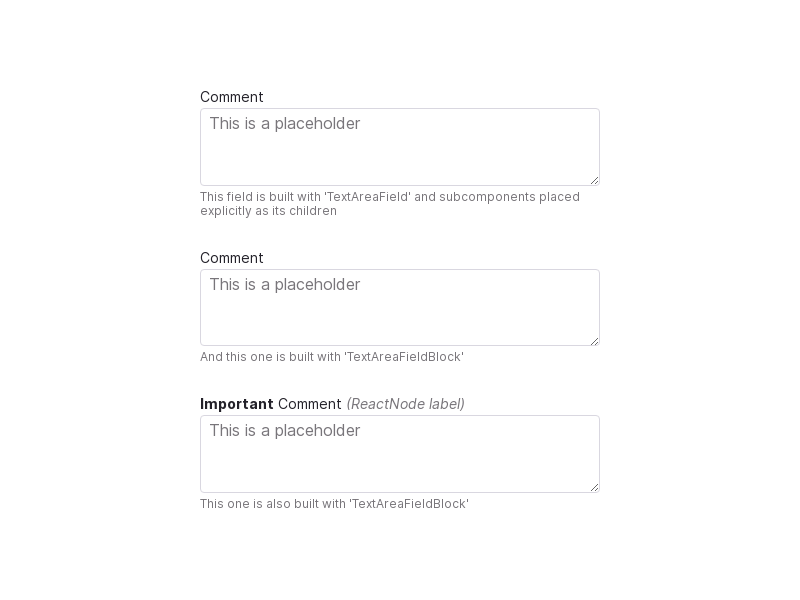 Comment
This is a placeholder
This field is built with 'TextAreaField' and subcomponents placed
explicitly as its children
Comment
This is a placeholder
And this one is built with 'TextAreaFieldBlock'
Important Comment (ReactNode label)
This is a placeholder
This one is also built with 'TextAreaFieldBlock'